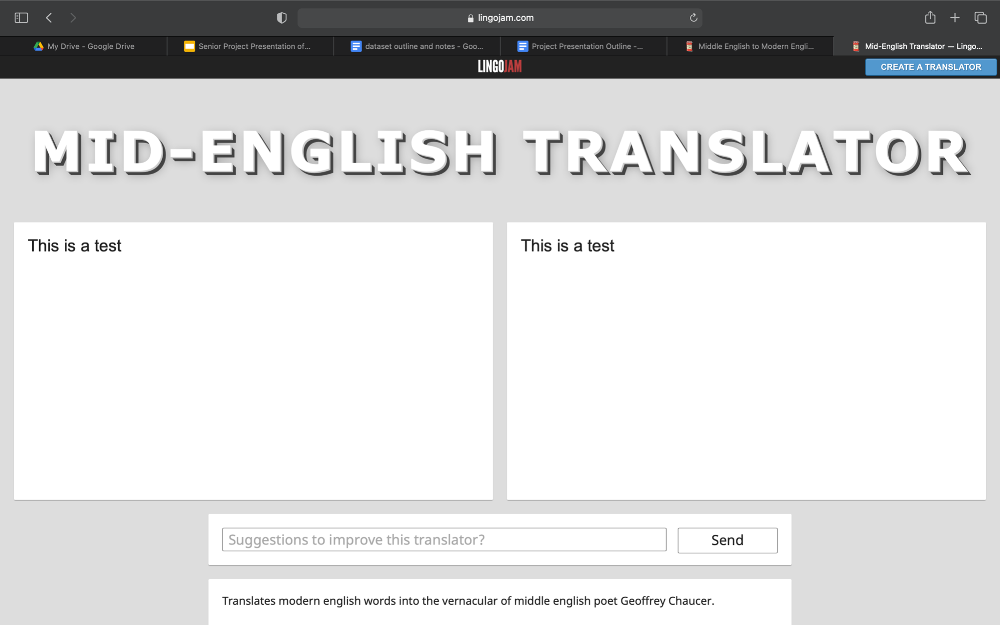 lingojam.com
My Drive - Google Drive
Senior Project Presentation of...
dataset outline and notes - Goo...
Project Presentation Outline -...
Middle English to Modern Engli...
Mid-English Translator — Lingo...
LINGOJAM
CREATE A TRANSLATOR
MID-ENGLISH TRANSLATOR
This is a test
This is a test
Suggestions to improve this translator?
Send
Translates modern english words into the vernacular of middle english poet Geoffrey Chaucer.